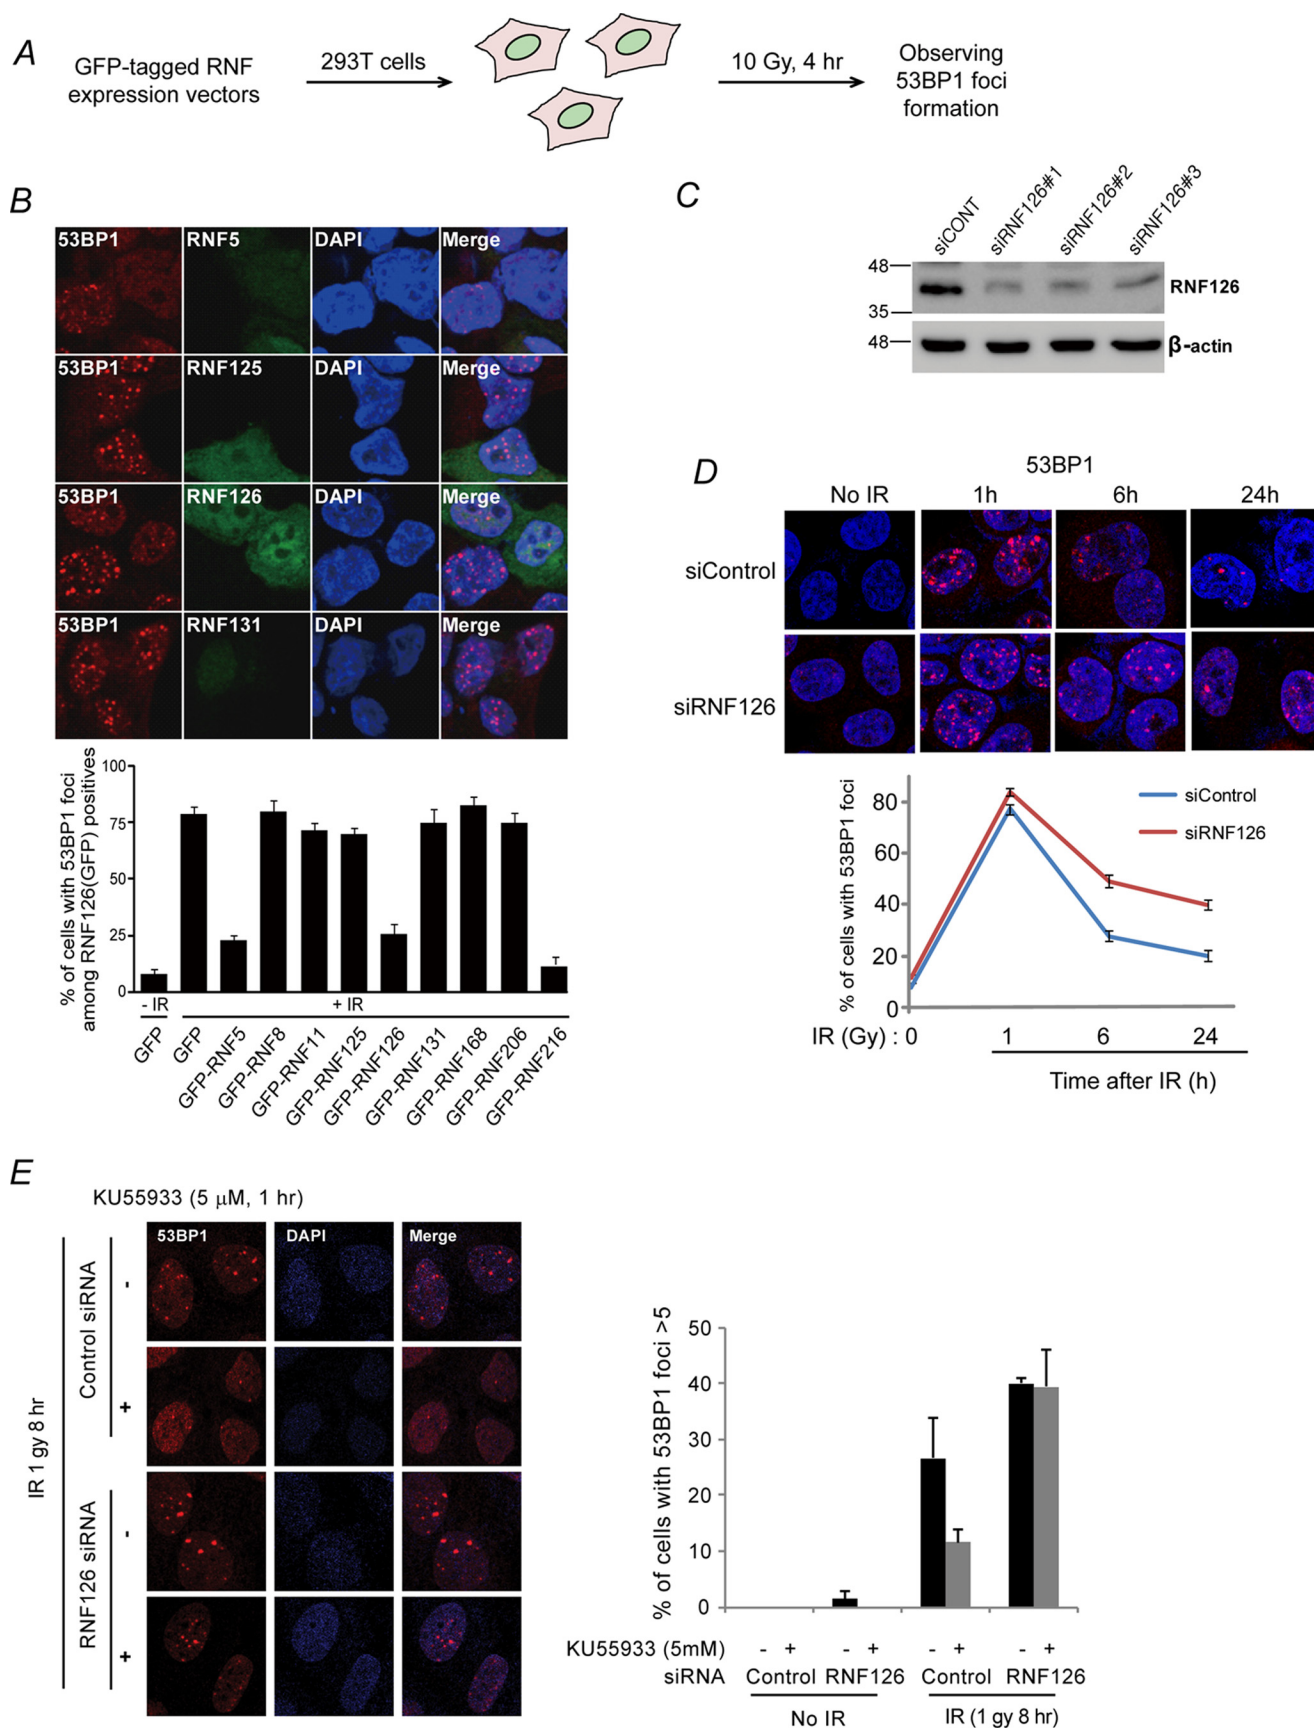 A
GFP-tagged RNF
expression vectors
293T cells
10 Gy, 4 hr
Observing
53BP1 foci
formation
B
53BP1 RNF5 DAPI Merge
53BP1 RNF125 DAPI Merge
53BP1 RNF126 DAPI Merge
53BP1 RNF131 DAPI Merge
% of cells with 53BP1 foci
among RNF126(GFP) positives
100
75
50
25
0
- IR
+ IR
GFP
GFP
GFP-RNF5
GFP-RNF8
GFP-RNF11
GFP-RNF125
GFP-RNF126
GFP-RNF131
GFP-RNF168
GFP-RNF206
GFP-RNF216
C
siCONT
siRNF126#1
siRNF126#2
siRNF126#3
48
35
RNF126
48
β-actin
D
53BP1
No IR 1h 6h 24h
siControl
siRNF126
% of cells with 53BP1 foci
80
60
40
20
0
siControl
siRNF126
IR (Gy) : 0 1 6 24
Time after IR (h)
E
KU55933 (5 μM, 1 hr)
IR 1 gy 8 hr
Control siRNA
-
+
RNF126 siRNA
-
+
53BP1 DAPI Merge
% of cells with 53BP1 foci >5
50
40
30
20
10
0
KU55933 (5mM) - + - + - + - +
siRNA Control RNF126 Control RNF126
No IR IR (1 gy 8 hr)